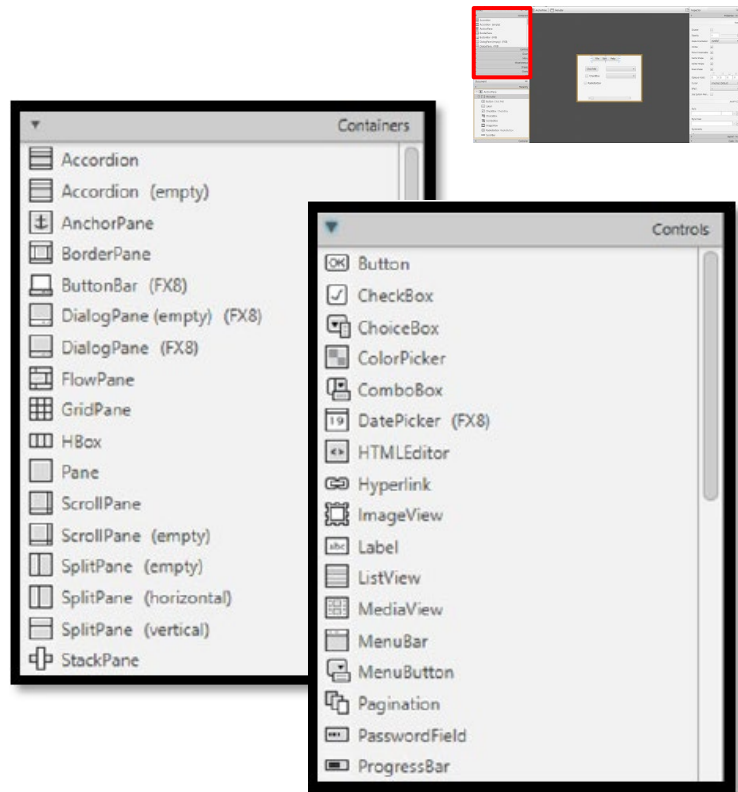 Containers
Accordion
Accordion (empty)
AnchorPane
BorderPane
ButtonBar (FX8)
DialogPane (empty) (FX8)
DialogPane (FX8)
FlowPane
GridPane
HBox
Pane
ScrollPane
ScrollPane (empty)
SplitPane (empty)
SplitPane (horizontal)
SplitPane (vertical)
StackPane
Controls
OK Button
CheckBox
ChoiceBox
ColorPicker
ComboBox
19 DatePicker (FX8)
HTMLEditor
Hyperlink
ImageView
abc Label
ListView
MediaView
MenuBar
MenuButton
Pagination
PasswordField
ProgressBar